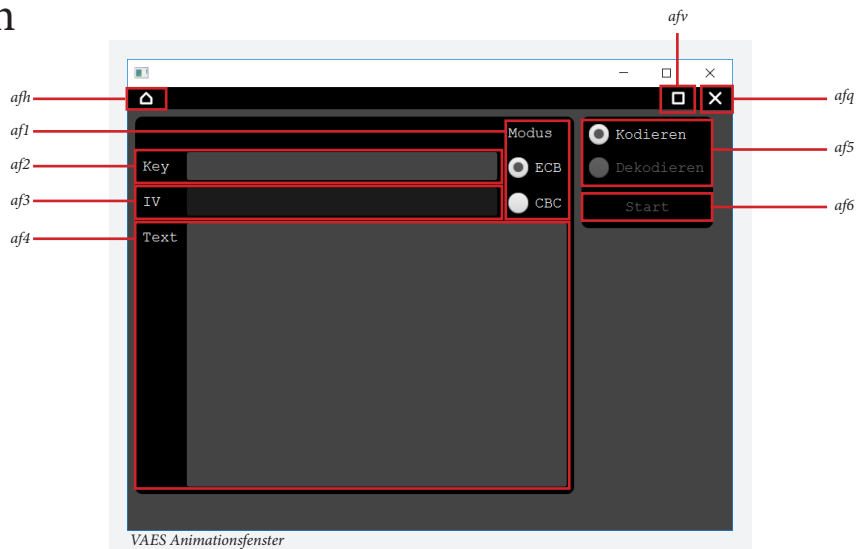 n
afv
afh
afq
af1
Modus
Kodieren
af5
af2
Key
ECB
Dekodieren
af3
IV
CBC
Start
af6
af4
Text
VAES Animationsfenster